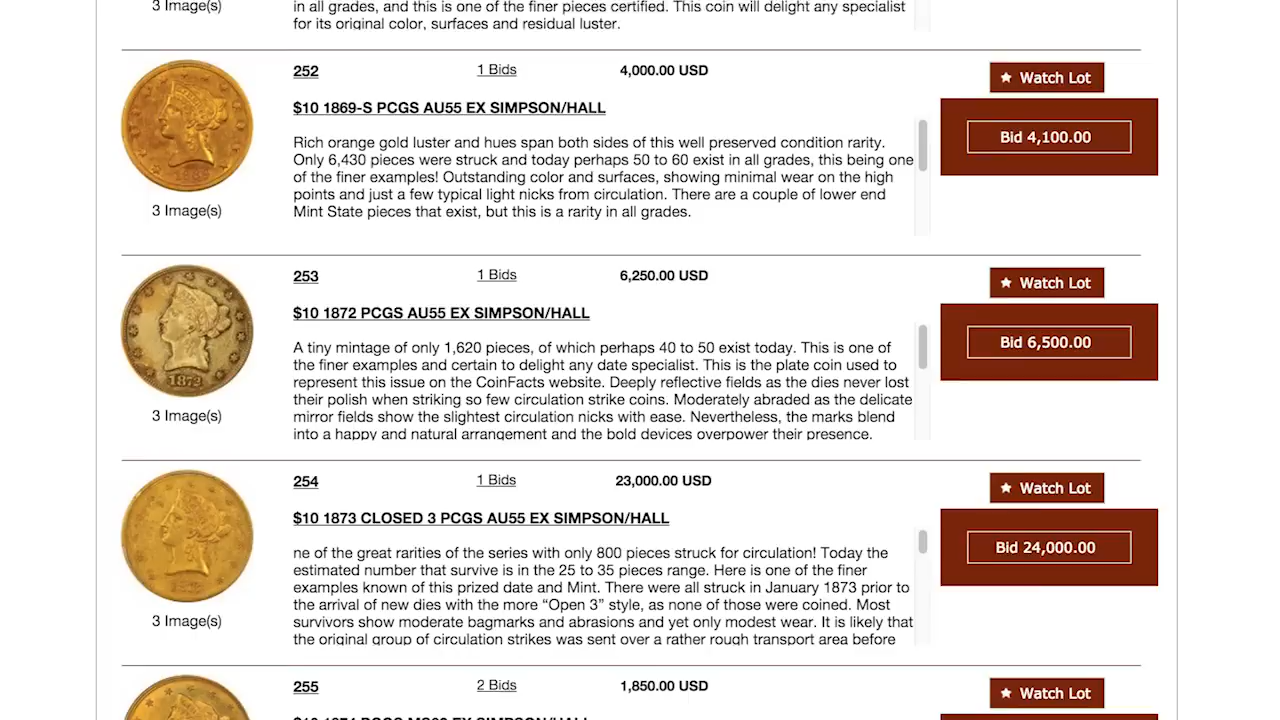 3 Image(s)
in all grades, and this is one of the finer pieces certified. This coin will delight any specialist
for its original color, surfaces and residual luster.
252
1 Bids
4,000.00 USD
Watch Lot
$10 1869-S PCGS AU55 EX SIMPSON/HALL
Bid 4,100.00
Rich orange gold luster and hues span both sides of this well preserved condition rarity.
Only 6,430 pieces were struck and today perhaps 50 to 60 exist in all grades, this being one
of the finer examples! Outstanding color and surfaces, showing minimal wear on the high
points and just a few typical light nicks from circulation. There are a couple of lower end
Mint State pieces that exist, but this is a rarity in all grades.
3 Image(s)
253
1 Bids
6,250.00 USD
Watch Lot
$10 1872 PCGS AU55 EX SIMPSON/HALL
Bid 6,500.00
A tiny mintage of only 1,620 pieces, of which perhaps 40 to 50 exist today. This is one of
the finer examples and certain to delight any date specialist. This is the plate coin used to
represent this issue on the CoinFacts website. Deeply reflective fields as the dies never lost
their polish when striking so few circulation strike coins. Moderately abraded as the delicate
mirror fields show the slightest circulation nicks with ease. Nevertheless, the marks blend
into a happy and natural arrangement and the bold devices overpower their presence.
1872
3 Image(s)
254
1 Bids
23,000.00 USD
Watch Lot
$10 1873 CLOSED 3 PCGS AU55 EX SIMPSON/HALL
Bid 24,000.00
ne of the great rarities of the series with only 800 pieces struck for circulation! Today the
estimated number that survive is in the 25 to 35 pieces range. Here is one of the finer
examples known of this prized date and Mint. There were all struck in January 1873 prior to
the arrival of new dies with the more “Open 3” style, as none of those were coined. Most
survivors show moderate bagmarks and abrasions and yet only modest wear. It is likely that
the original group of circulation strikes was sent over a rather rough transport area before
3 Image(s)
255
2 Bids
1,850.00 USD
Watch Lot